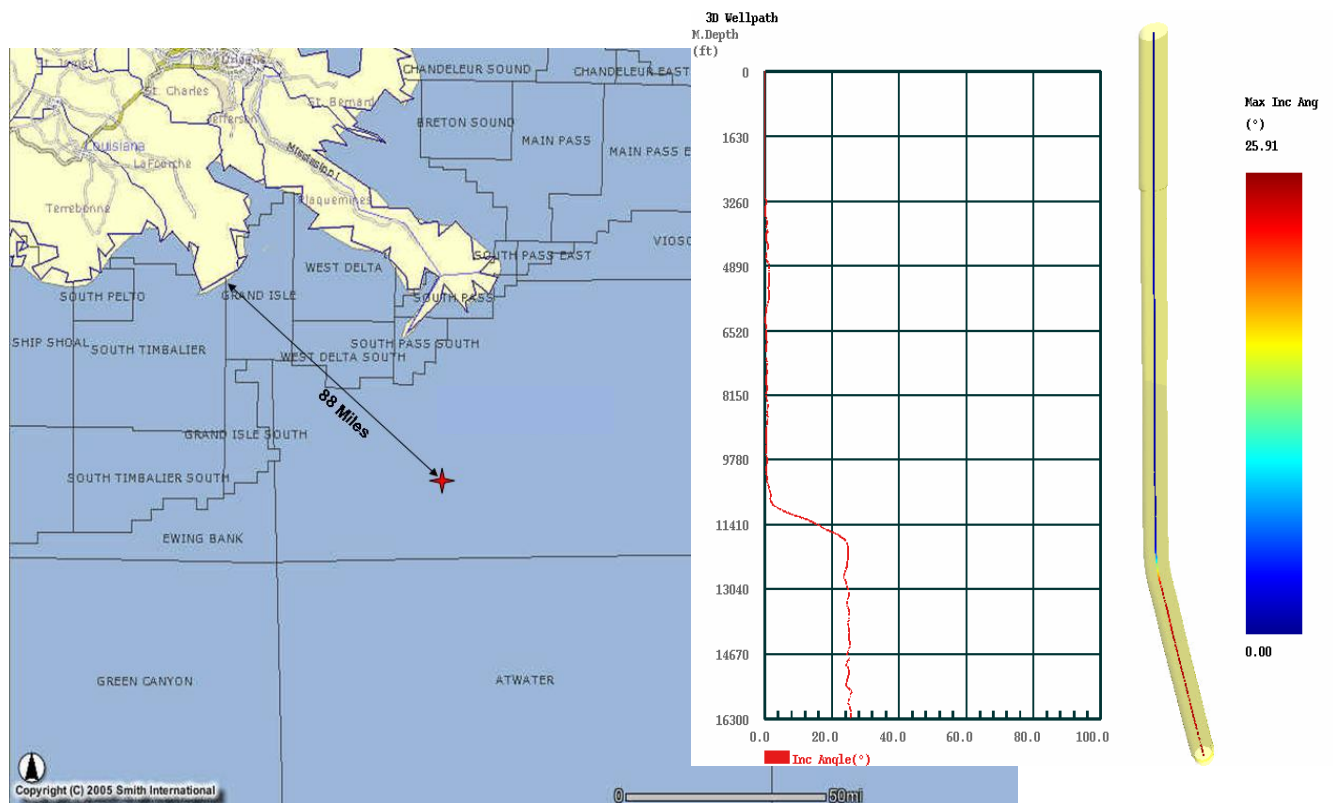 St. James
Orleans
CHANDELEUR SOUND
CHANDELEUR EAST
St. Charles
St. Bernard
Jefferson
BRETON SOUND
MAIN PASS
Louisiana
MAIN PASS E
LaFourche
Mississippi
Plaquemines
Terrebonne
VIOSC
SOUTH PASS EAST
WEST DELTA
SOUTH PELTO
GRAND ISLE
SOUTH PASS
SHIP SHOAL
SOUTH TIMBALIER
SOUTH PASS SOUTH
WEST DELTA SOUTH
88 Miles
GRAND ISLE SOUTH
SOUTH TIMBALIER SOUTH
EWING BANK
GREEN CANYON
ATWATER
Copyright (C) 2005 Smith International
0
50mi
3D Wellpath
M.Depth
(ft)
0
1630
3260
4890
6520
8150
9780
11410
13040
14670
16300
0.0 20.0 40.0 60.0 80.0 100.0
Inc Angle(°)
Max Inc Ang
(°)
25.91
0.00